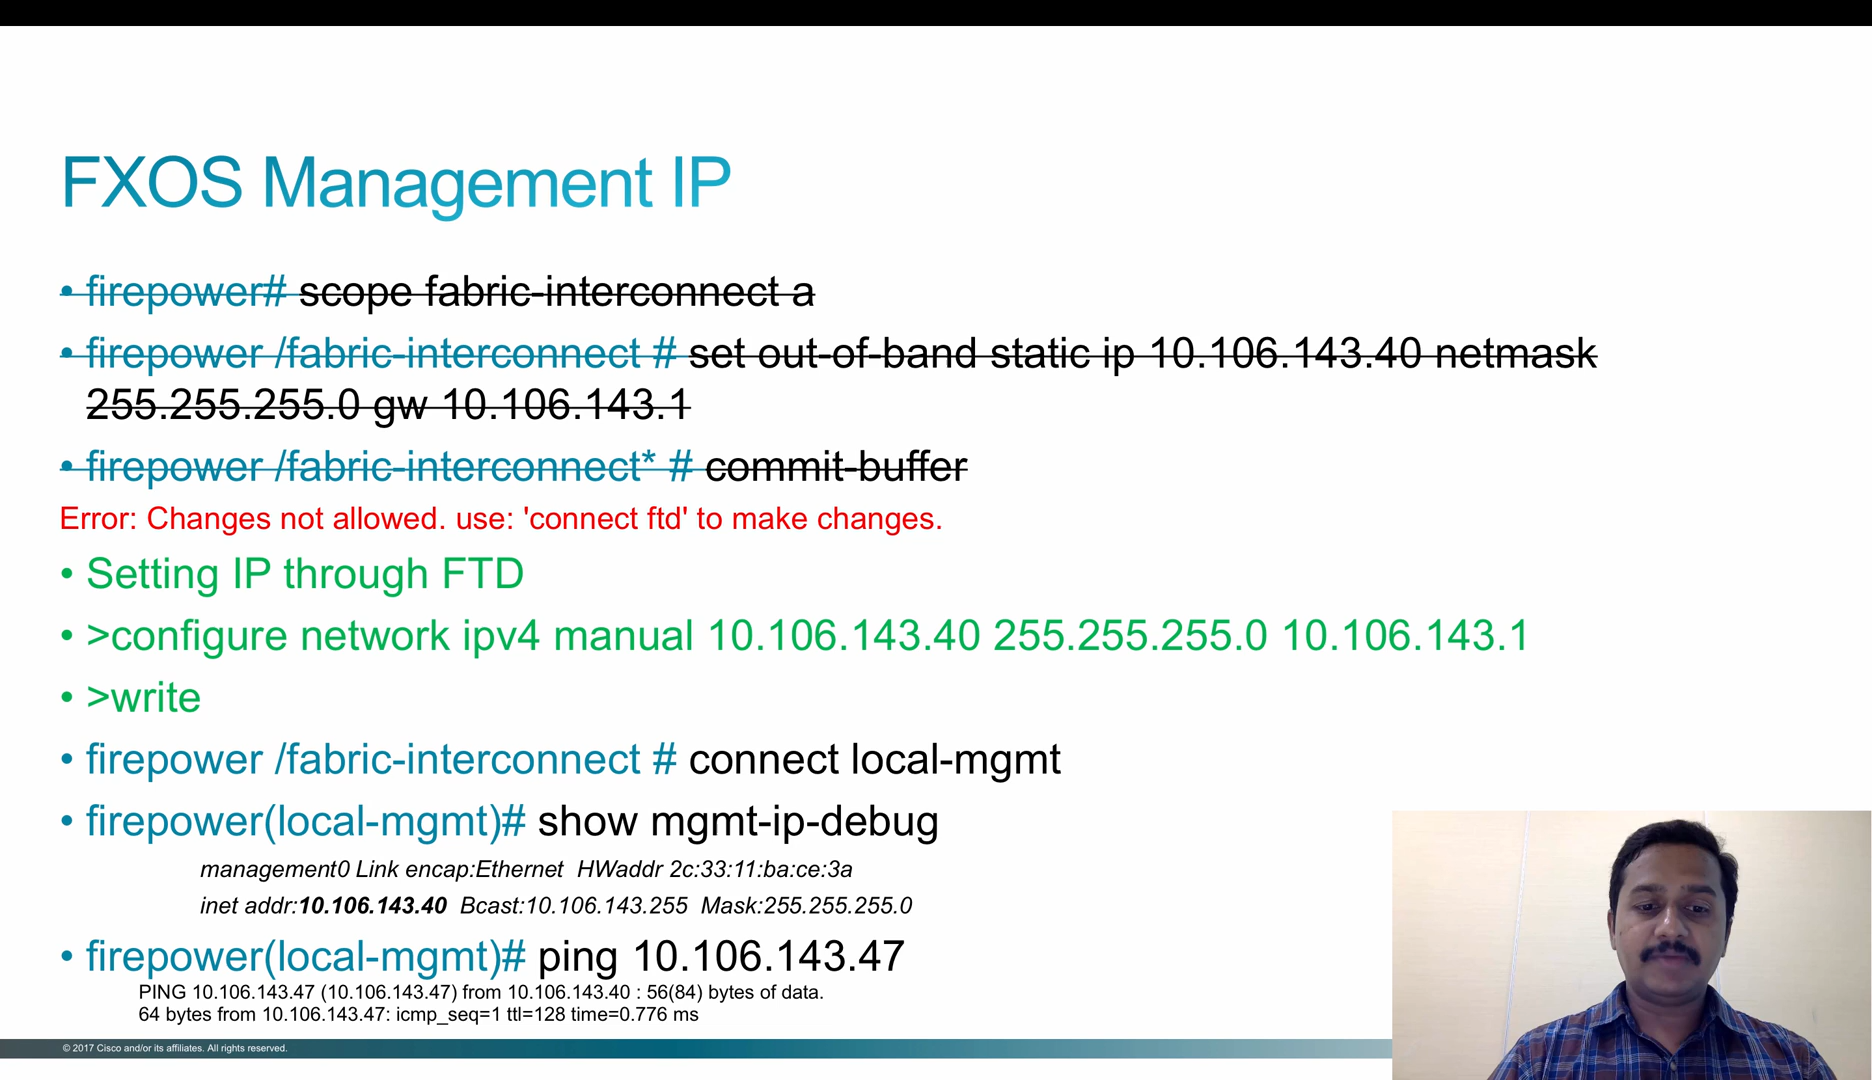 FXOS Management IP
• firepower# scope fabric-interconnect a
• firepower /fabric-interconnect # set out-of-band static ip 10.106.143.40 netmask
255.255.255.0 gw 10.106.143.1
• firepower /fabric-interconnect* # commit-buffer
Error: Changes not allowed. use: 'connect ftd' to make changes.
• Setting IP through FTD
• >configure network ipv4 manual 10.106.143.40 255.255.255.0 10.106.143.1
• >write
• firepower /fabric-interconnect # connect local-mgmt
• firepower(local-mgmt)# show mgmt-ip-debug
management0 Link encap:Ethernet  HWaddr 2c:33:11:ba:ce:3a
inet addr:10.106.143.40  Bcast:10.106.143.255  Mask:255.255.255.0
• firepower(local-mgmt)# ping 10.106.143.47
PING 10.106.143.47 (10.106.143.47) from 10.106.143.40 : 56(84) bytes of data.
64 bytes from 10.106.143.47: icmp_seq=1 ttl=128 time=0.776 ms
© 2017 Cisco and/or its affiliates. All rights reserved.